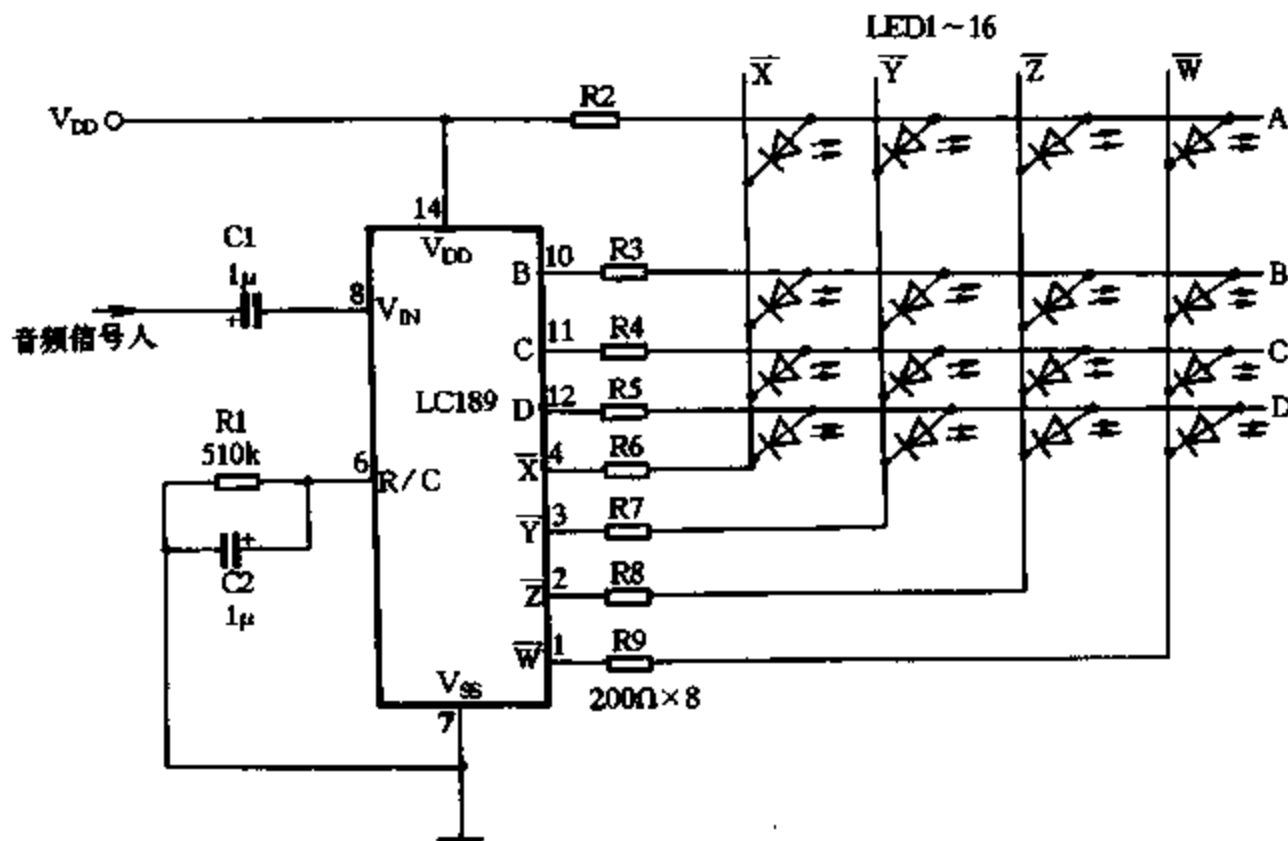 LED1～16
X̅ Y̅ Z̅ W̅
V_DD R2 A
14
V_DD
C1
1μ
8 V_IN
音频信号人
B 10 R3 B
C 11 R4 C
LC189
D 12 R5 D
R1
510k
6 R/C
X̅ 4 R6
Y̅ 3 R7
C2
1μ
Z̅ 2 R8
W̅ 1 R9
200Ω×8
V_SS
7